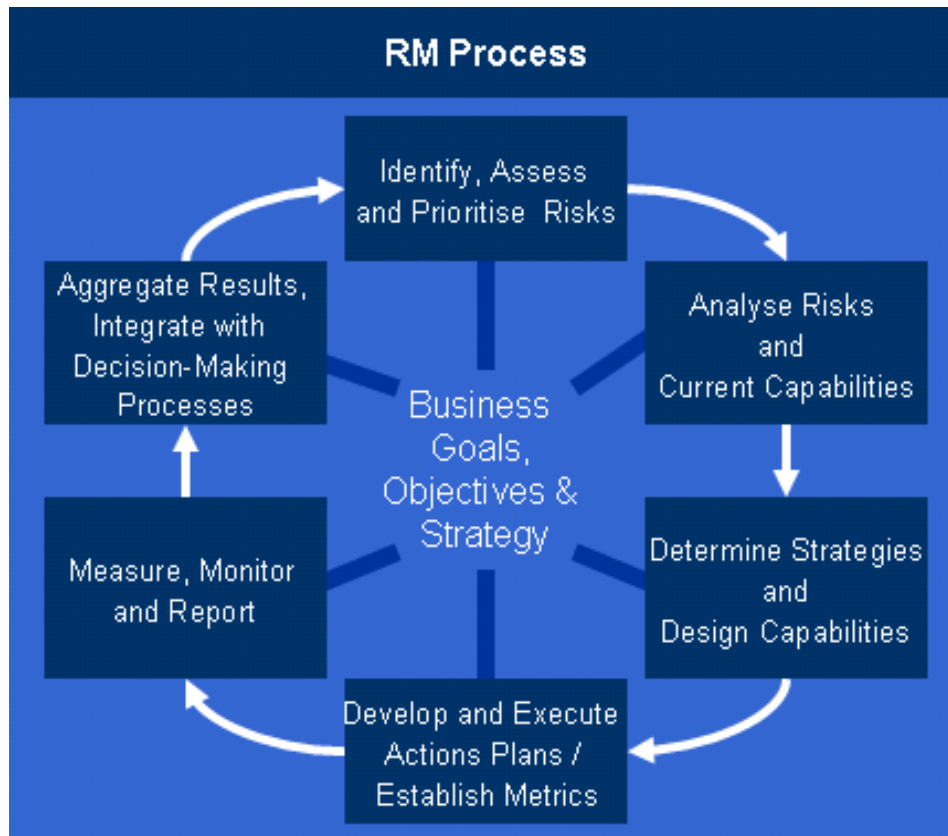 RM Process
Identify, Assess
and Prioritise Risks
Analyse Risks
and
Current Capabilities
Determine Strategies
and
Design Capabilities
Develop and Execute
Actions Plans /
Establish Metrics
Measure, Monitor
and Report
Aggregate Results,
Integrate with
Decision-Making
Processes
Business
Goals,
Objectives &
Strategy